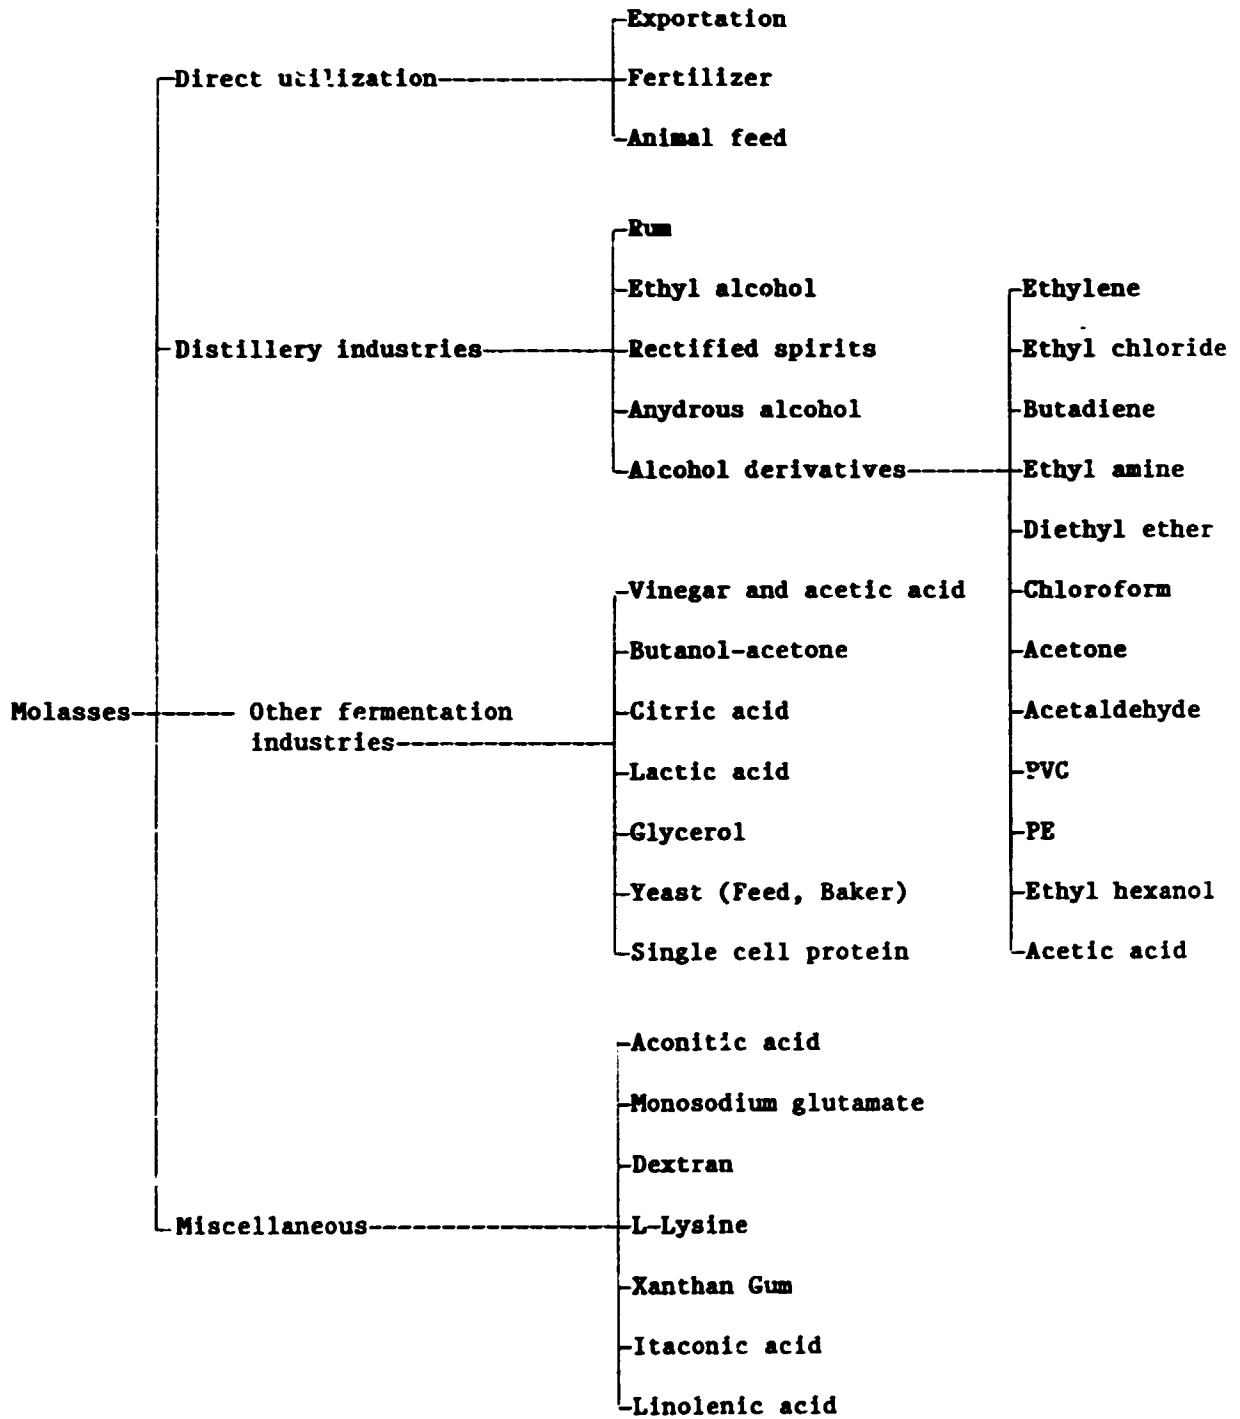 Exportation
Direct utilization
Fertilizer
Animal feed
Rum
Ethyl alcohol
Ethylene
Distillery industries
Rectified spirits
Ethyl chloride
Anydrous alcohol
Butadiene
Alcohol derivatives
Ethyl amine
Diethyl ether
Vinegar and acetic acid
Chloroform
Butanol-acetone
Acetone
Molasses
Other fermentation
industries
Citric acid
Acetaldehyde
Lactic acid
PVC
Glycerol
PE
Yeast (Feed, Baker)
Ethyl hexanol
Single cell protein
Acetic acid
Aconitic acid
Monosodium glutamate
Dextran
Miscellaneous
L-Lysine
Xanthan Gum
Itaconic acid
Linolenic acid